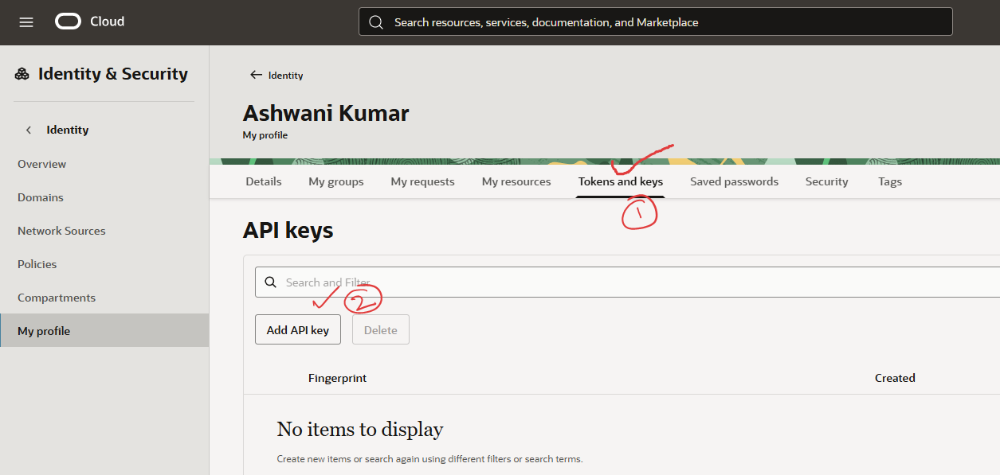 Cloud
Search resources, services, documentation, and Marketplace
Identity & Security
Identity
Overview
Domains
Network Sources
Policies
Compartments
My profile
Identity
Ashwani Kumar
My profile
Details My groups My requests My resources Tokens and keys Saved passwords Security Tags
1
API keys
Search and Filter
2
Add API key Delete
Fingerprint Created
No items to display
Create new items or search again using different filters or search terms.